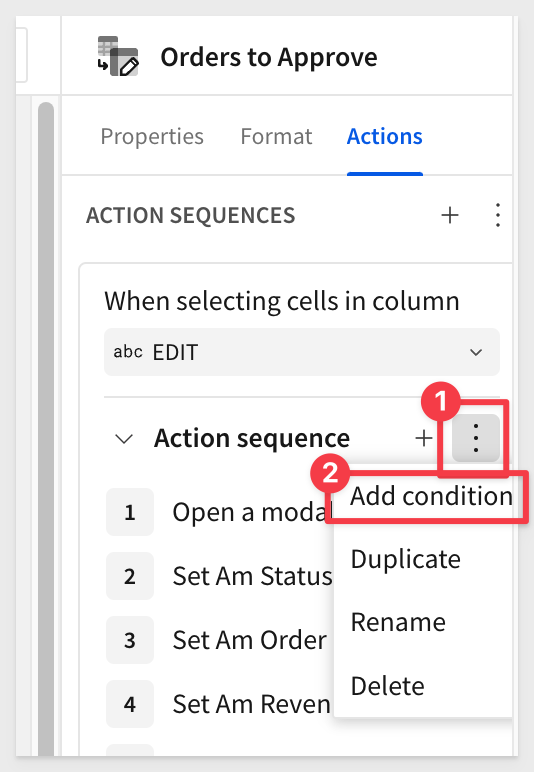 Orders to Approve
Properties Format Actions
ACTION SEQUENCES
When selecting cells in column
abc EDIT
1
Action sequence
2
Add condition
1 Open a modal
Duplicate
2 Set Am Status
Rename
3 Set Am Order
Delete
4 Set Am Reven